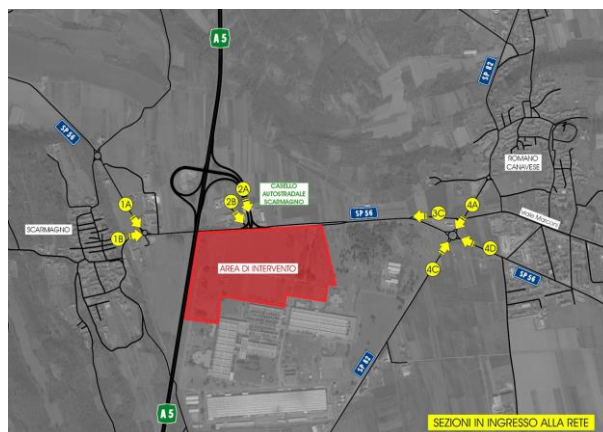 A 5
SP 82
SP 56
ROMANO
CANAVESE
CASELLO
AUTOSTRADALE
SCARMAGNO
2A
2B
1A
1B
SCARMAGNO
SP 56
3C
4A
Viale Marconi
4D
4C
SP 56
AREA DI INTERVENTO
SP 82
A 5
SEZIONI IN INGRESSO ALLA RETE